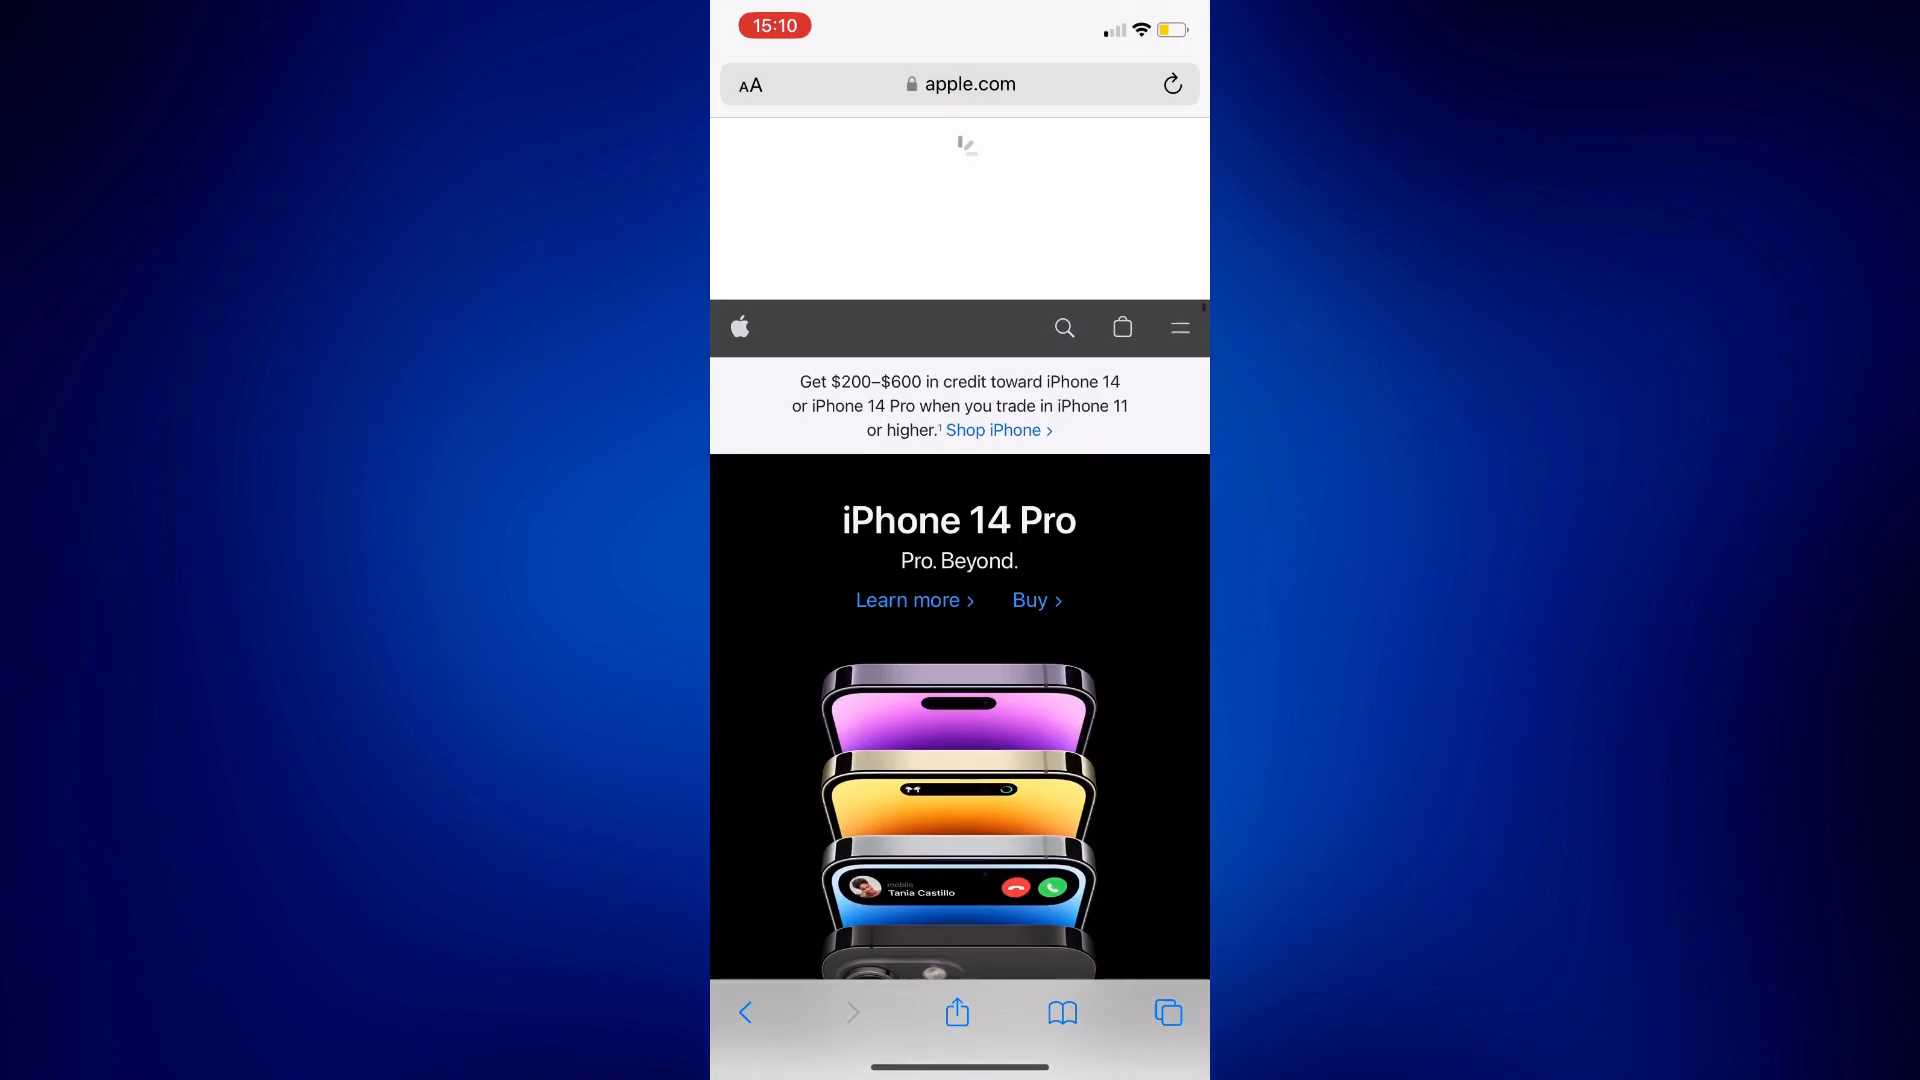 15:10
AA
apple.com
Get $200–$600 in credit toward iPhone 14
or iPhone 14 Pro when you trade in iPhone 11
or higher.¹ Shop iPhone >
iPhone 14 Pro
Pro. Beyond.
Learn more > Buy >
mobile
Tania Castillo